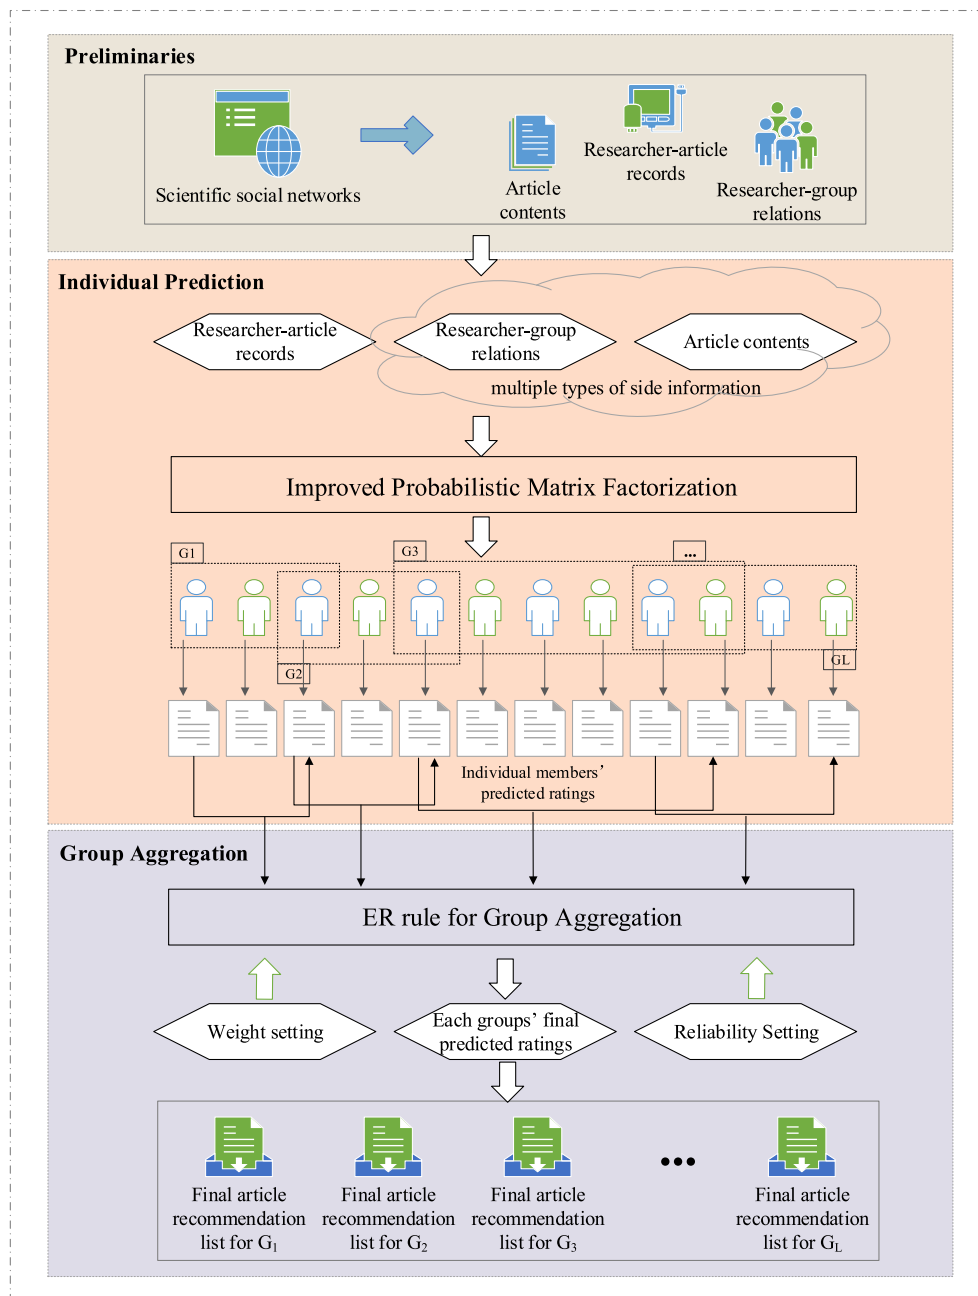 Preliminaries
Scientific social networks
Article
contents
Researcher-article
records
Researcher-group
relations
Individual Prediction
Researcher-article
records
Researcher-group
relations
Article contents
multiple types of side information
Improved Probabilistic Matrix Factorization
G1
G3
...
G2
GL
Individual members’
predicted ratings
Group Aggregation
ER rule for Group Aggregation
Weight setting
Each groups’ final
predicted ratings
Reliability Setting
Final article
recommendation
list for G1
Final article
recommendation
list for G2
Final article
recommendation
list for G3
•••
Final article
recommendation
list for GL